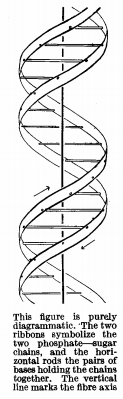 This figure is purely
diagrammatic. The two
ribbons symbolize the
two phosphate—sugar
chains, and the hori-
zontal rods the pairs of
bases holding the chains
together. The vertical
line marks the fibre axis